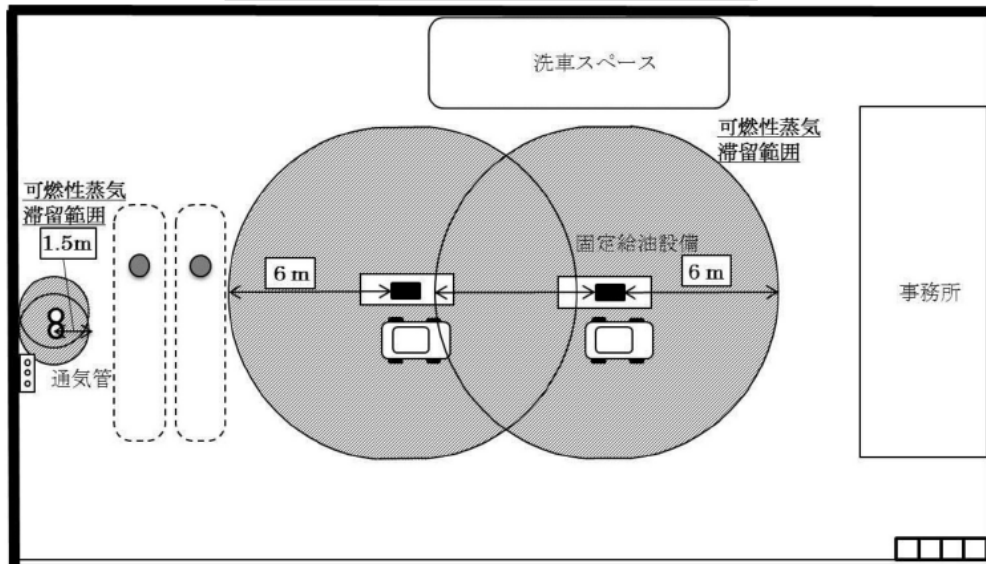 洗車スペース
可燃性蒸気
滞留範囲
可燃性蒸気
滞留範囲
1.5m
固定給油設備
6 m
6 m
事務所
通気管